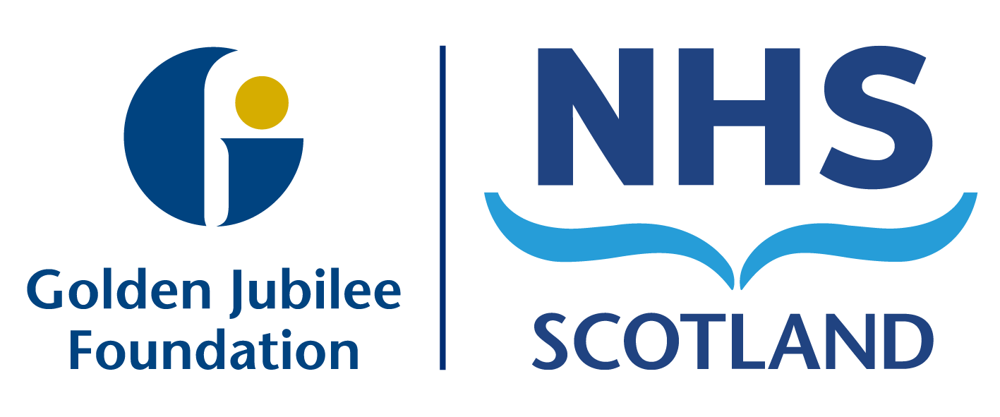 Golden Jubilee
Foundation
NHS
SCOTLAND